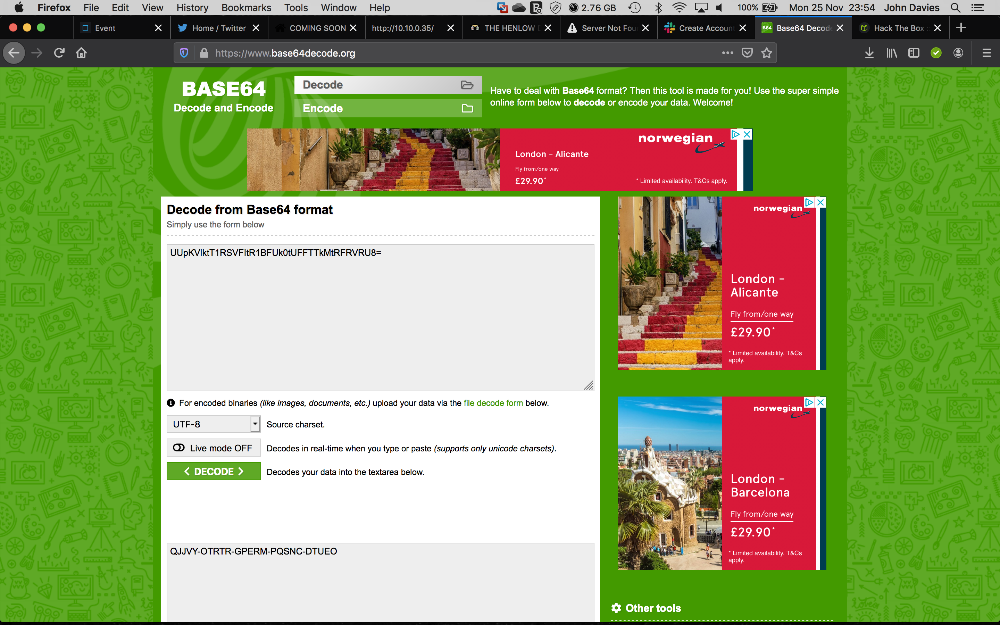 Firefox File Edit View History Bookmarks Tools Window Help 2.76 GB 100% Mon 25 Nov 23:54 John Davies
Event Home / Twitter COMING SOON http://10.10.0.35/ THE HENLOW Server Not Fou Create Account B64 Base64 Decod Hack The Box ::
https://www.base64decode.org
BASE64
Decode and Encode
Decode
Encode
Have to deal with Base64 format? Then this tool is made for you! Use the super simple
online form below to decode or encode your data. Welcome!
norwegian
London - Alicante
Fly from/one way
£29.90*
* Limited availability. T&Cs apply.
Decode from Base64 format
Simply use the form below
UUpKVlktT1RSVFItR1BFUk0tUFFTTkMtRFRVRU8=
For encoded binaries (like images, documents, etc.) upload your data via the file decode form below.
UTF-8 Source charset.
Live mode OFF Decodes in real-time when you type or paste (supports only unicode charsets).
< DECODE > Decodes your data into the textarea below.
QJJVY-OTRTR-GPERM-PQSNC-DTUEO
norwegian
London -
Alicante
Fly from/one way
£29.90*
* Limited availability. T&Cs
apply.
norwegian
London -
Barcelona
Fly from/one way
£29.90*
* Limited availability. T&Cs
apply.
Other tools